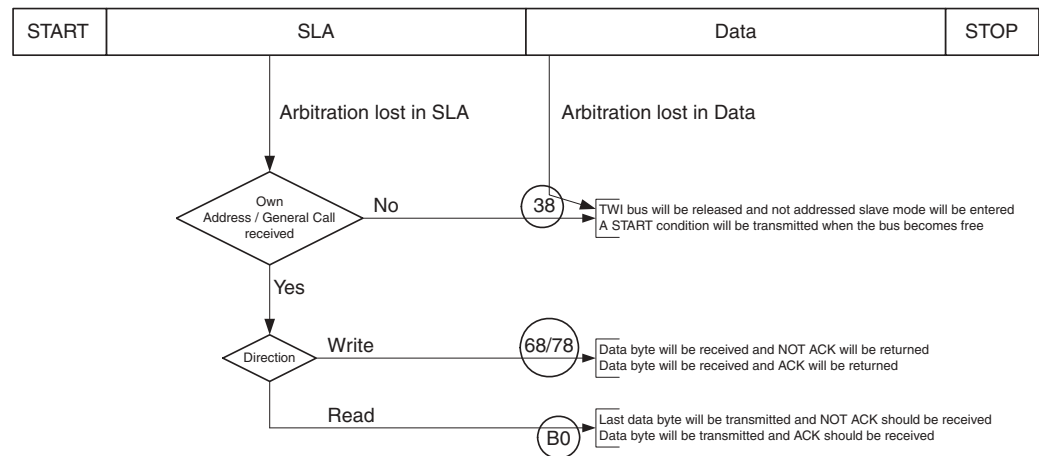 START SLA Data STOP
Arbitration lost in SLA Arbitration lost in Data
Own
Address / General Call
received
No
38
TWI bus will be released and not addressed slave mode will be entered
A START condition will be transmitted when the bus becomes free
Yes
Direction
Write
68/78
Data byte will be received and NOT ACK will be returned
Data byte will be received and ACK will be returned
Read
B0
Last data byte will be transmitted and NOT ACK should be received
Data byte will be transmitted and ACK should be received